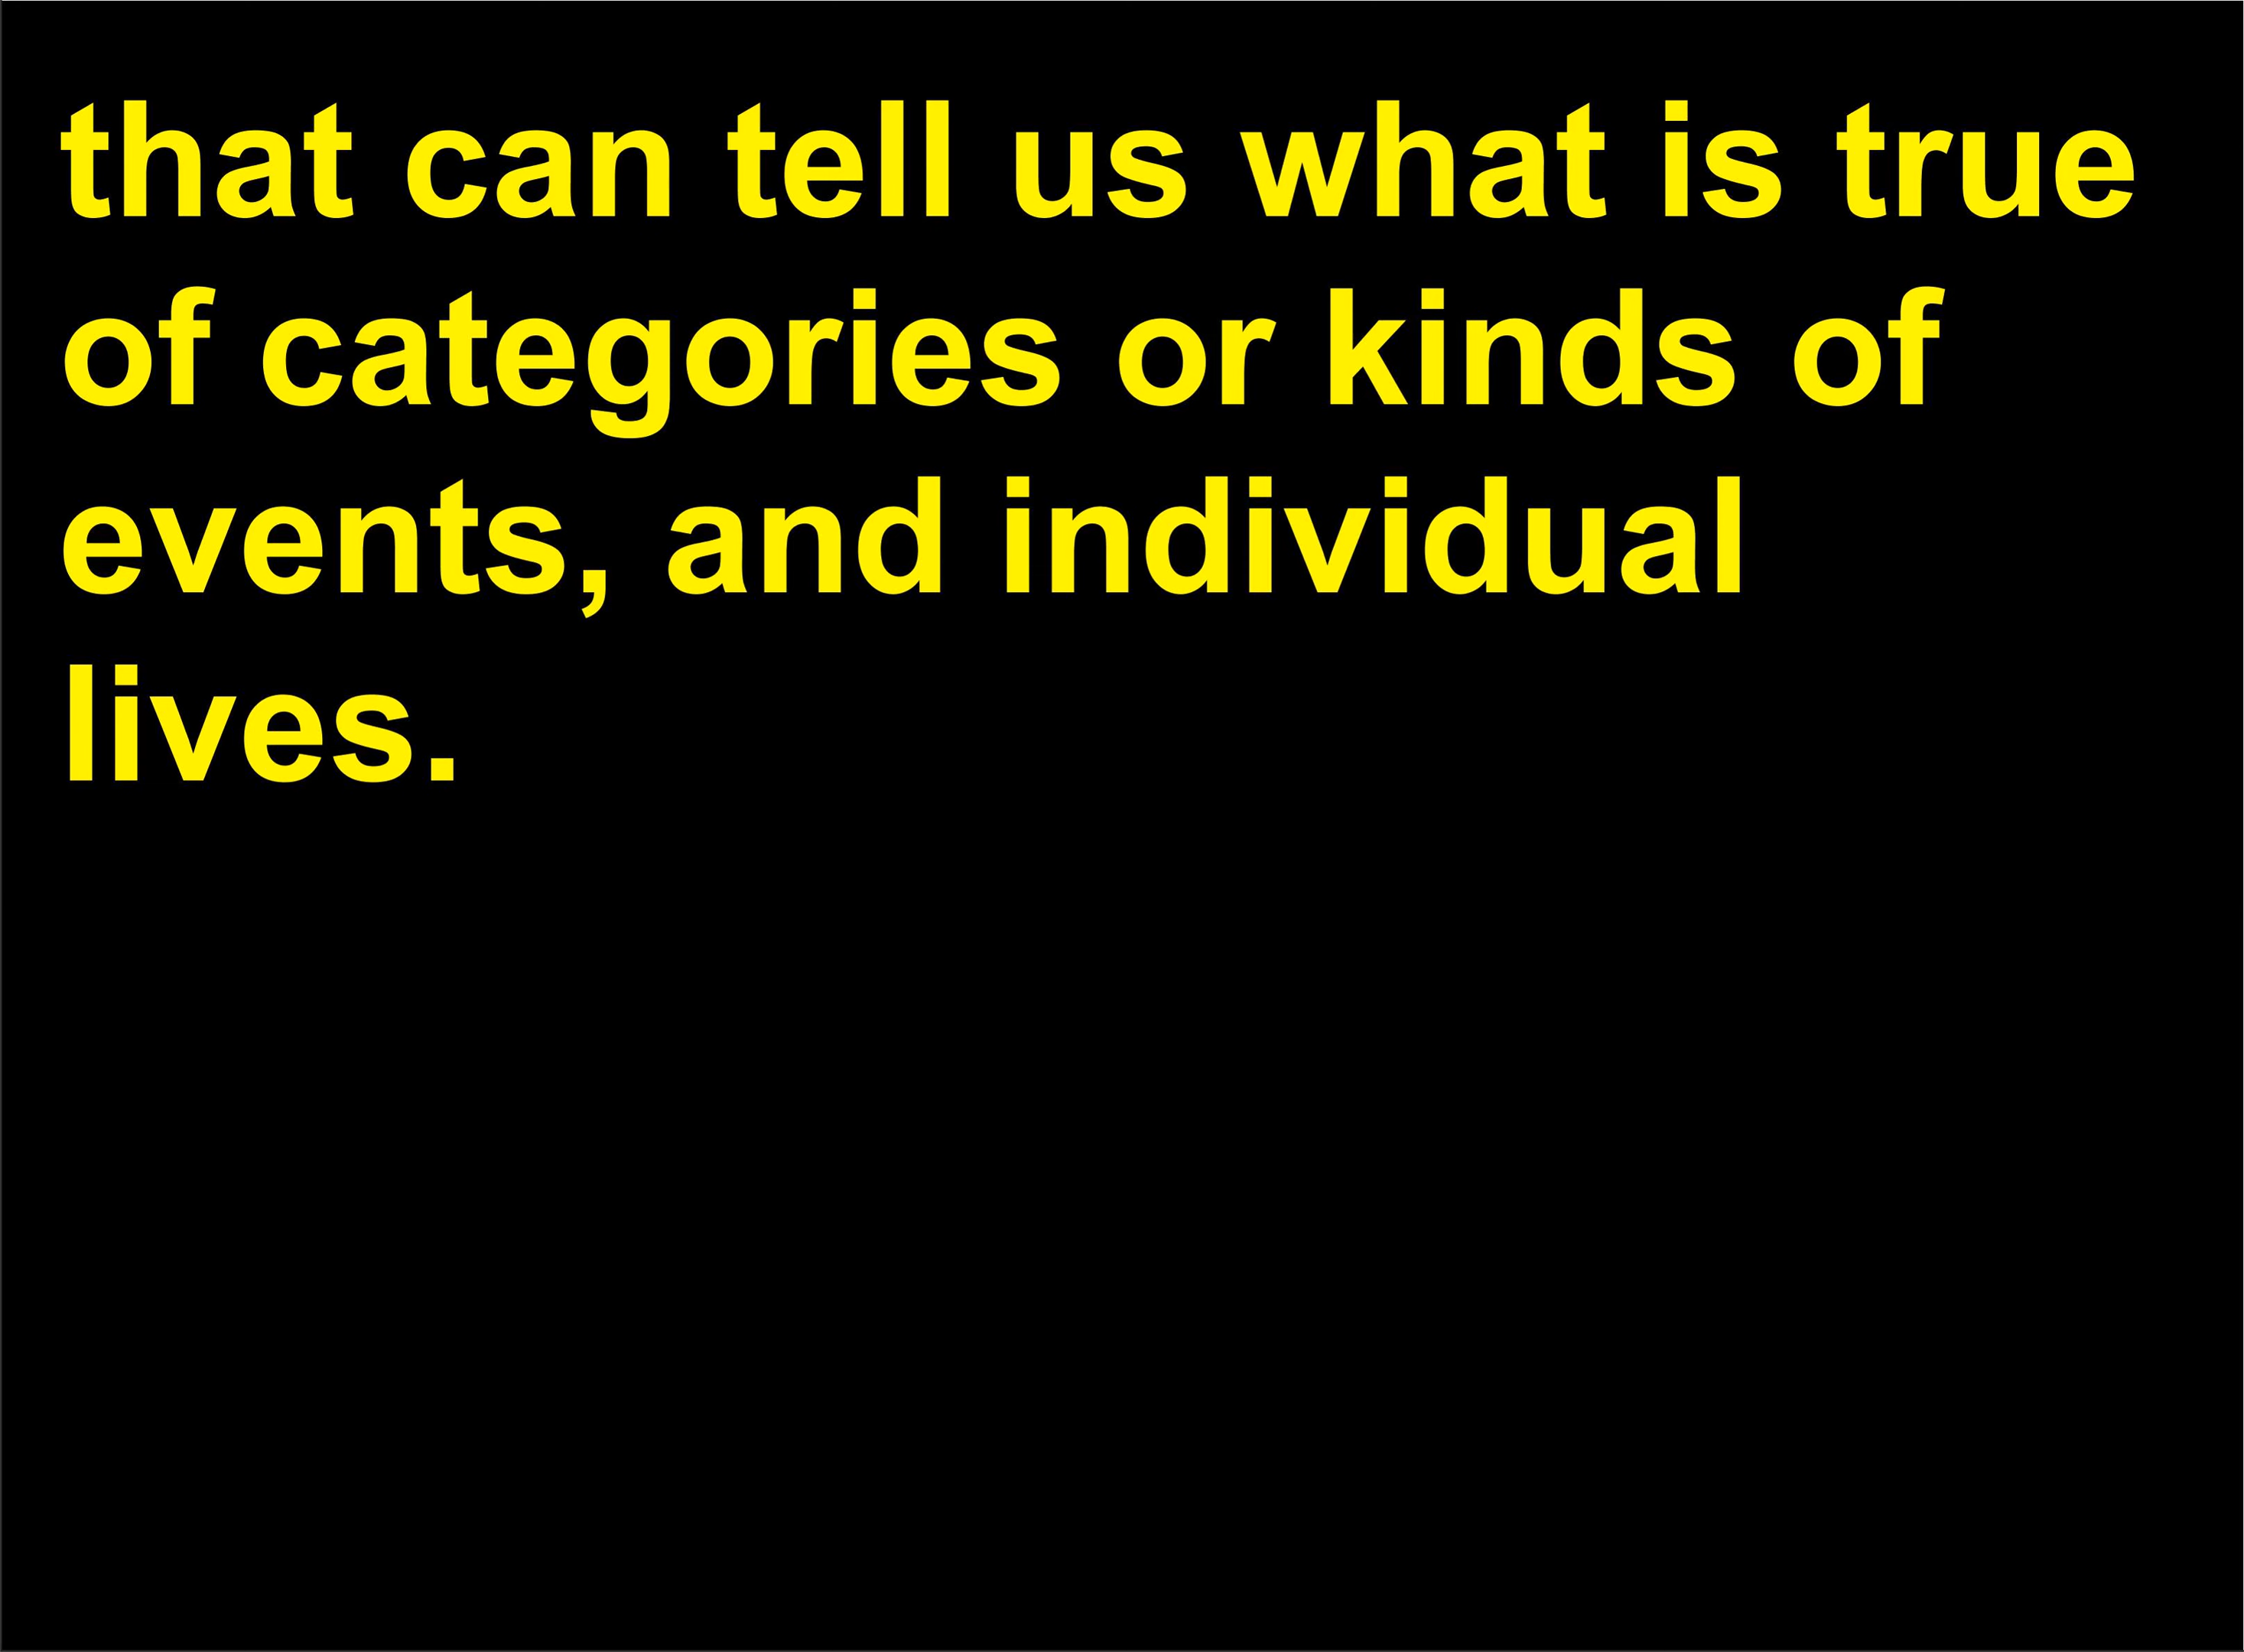 that can tell us what is true
of categories or kinds of
events, and individual
lives.